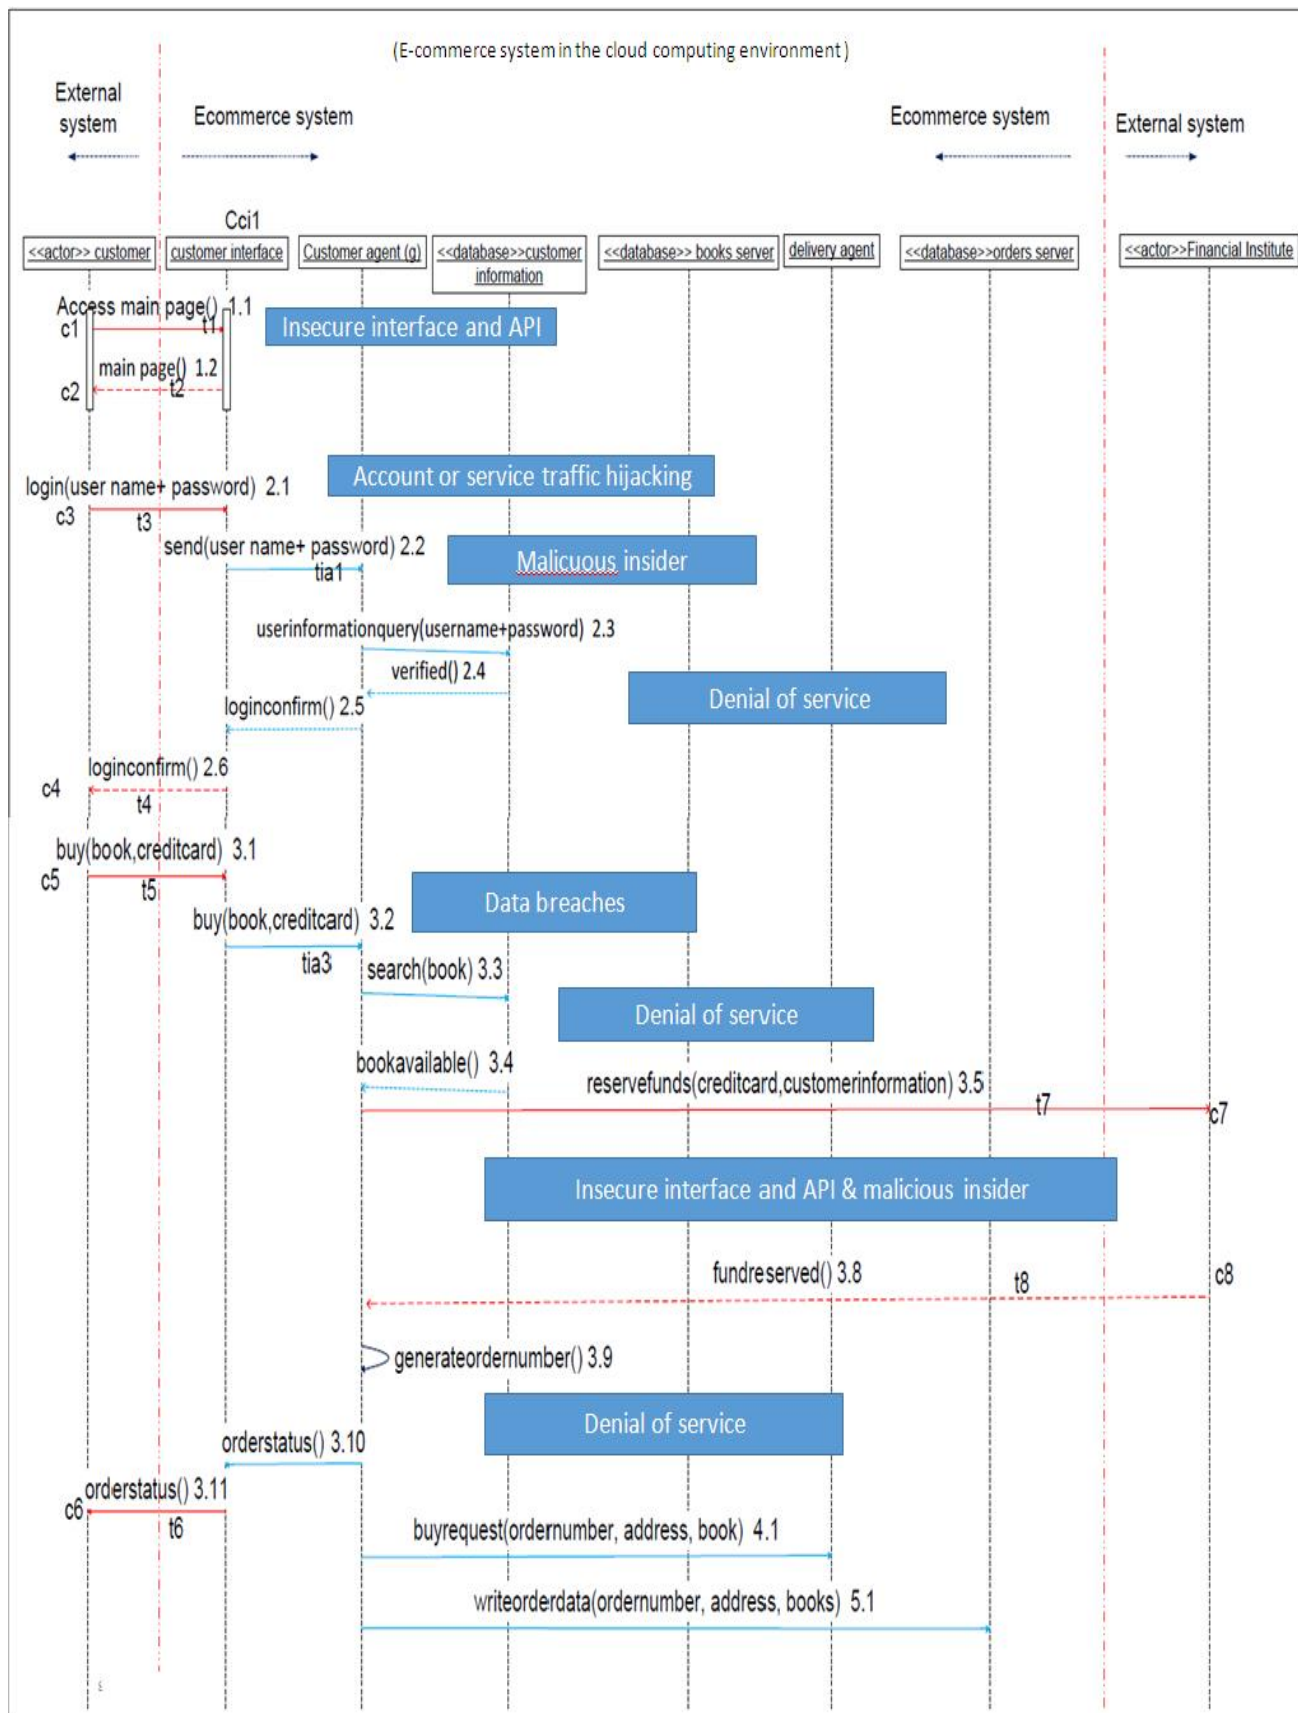 (E-commerce system in the cloud computing environment )
External
system
Ecommerce system
Ecommerce system
External system
Cci1
<<actor>> customer
customer interface
Customer agent (g)
<<database>>customer
information
<<database>> books server
delivery agent
<<database>>orders server
<<actor>>Financial Institute
Access main page() 1.1
c1
t1
Insecure interface and API
main page() 1.2
c2
t2
Account or service traffic hijacking
login(user name+ password) 2.1
c3
t3
send(user name+ password) 2.2
tia1
Malicuous insider
userinformationquery(username+password) 2.3
verified() 2.4
Denial of service
loginconfirm() 2.5
loginconfirm() 2.6
c4
t4
buy(book,creditcard) 3.1
c5
t5
Data breaches
buy(book,creditcard) 3.2
tia3
search(book) 3.3
Denial of service
bookavailable() 3.4
reservefunds(creditcard,customerinformation) 3.5
t7
c7
Insecure interface and API & malicious insider
fundreserved() 3.8
t8
c8
generateordernumber() 3.9
Denial of service
orderstatus() 3.10
orderstatus() 3.11
c6
t6
buyrequest(ordernumber, address, book) 4.1
writeorderdata(ordernumber, address, books) 5.1